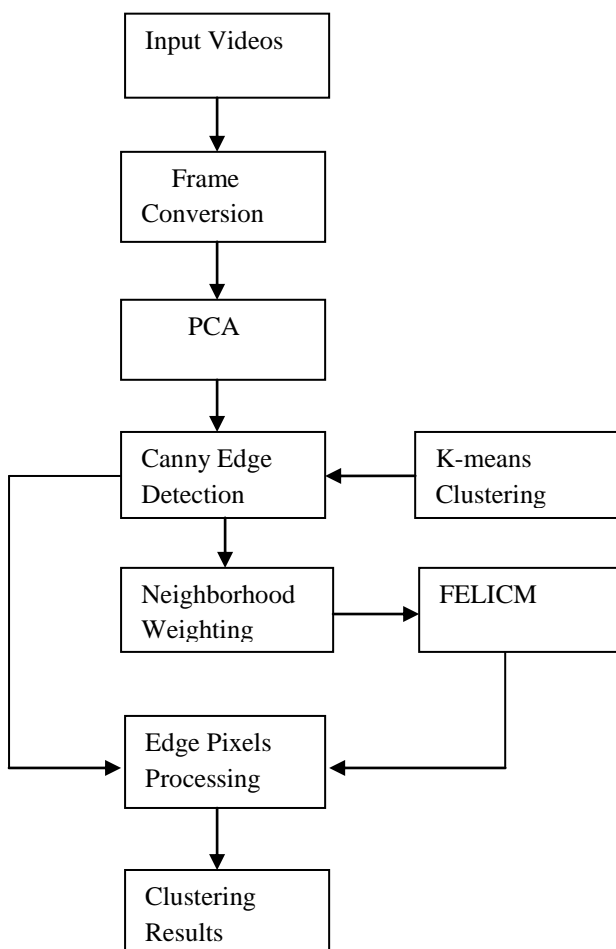 Input Videos
Frame
Conversion
PCA
Canny Edge
Detection
K-means
Clustering
Neighborhood
Weighting
FELICM
Edge Pixels
Processing
Clustering
Results